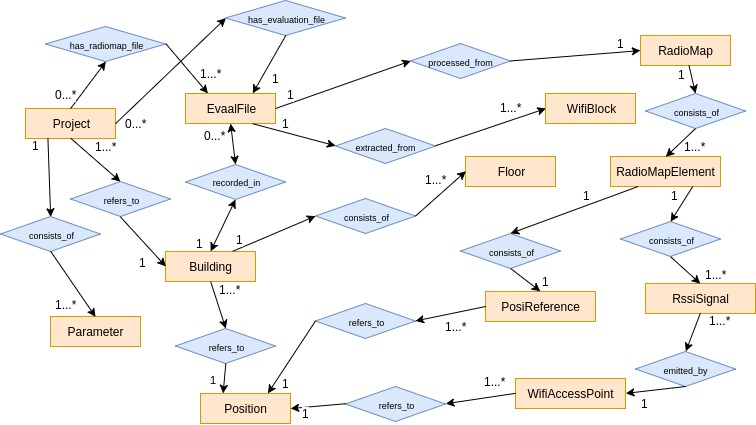 has_evaluation_file
has_radiomap_file
1
RadioMap
processed_from
1
1...*
1
1
0...*
EvaalFile
WifiBlock
1...*
consists_of
Project
0...*
1
0...*
extracted_from
1...*
1
1...*
Floor
RadioMapElement
recorded_in
1...*
refers_to
1
1
consists_of
consists_of
1
1
consists_of
consists_of
1
Building
1...*
1
1...*
PosiReference
RssiSignal
1...*
Parameter
refers_to
1...*
1...*
refers_to
emitted_by
1
1
1...*
WifiAccessPoint
Position
1
refers_to
1